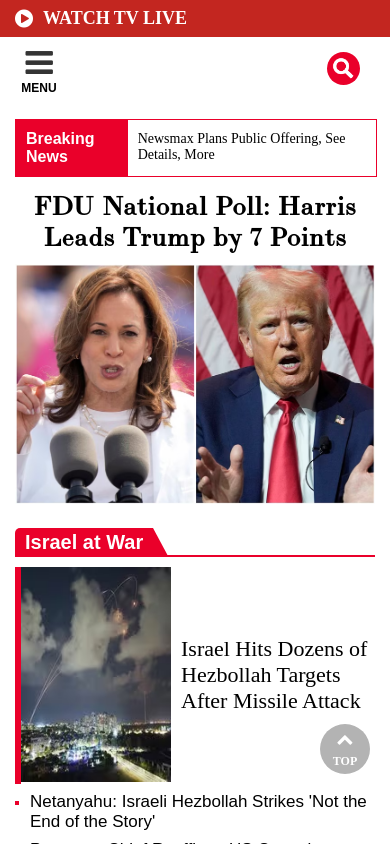 WATCH TV LIVE
MENU
Breaking
News
Newsmax Plans Public Offering, See
Details, More
FDU National Poll: Harris
Leads Trump by 7 Points
Israel at War
Israel Hits Dozens of
Hezbollah Targets
After Missile Attack
TOP
Netanyahu: Israeli Hezbollah Strikes 'Not the
End of the Story'